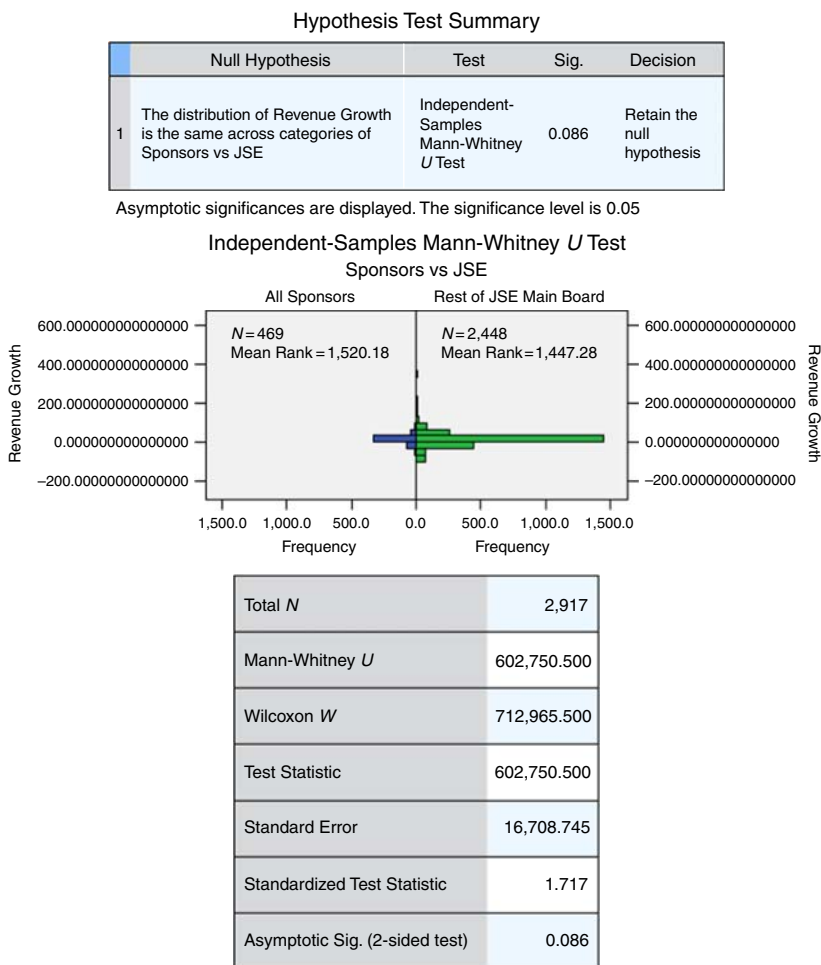 Hypothesis Test Summary
Null Hypothesis Test Sig. Decision
1 The distribution of Revenue Growth is the same across categories of Sponsors vs JSE
Independent-Samples Mann-Whitney U Test
0.086
Retain the null hypothesis
Asymptotic significances are displayed. The significance level is 0.05
Independent-Samples Mann-Whitney U Test
Sponsors vs JSE
All Sponsors Rest of JSE Main Board
N=469 N=2,448
Mean Rank=1,520.18 Mean Rank=1,447.28
Revenue Growth
600.000000000000000
400.000000000000000
200.000000000000000
0.000000000000000
−200.000000000000000
600.000000000000000
400.000000000000000
200.000000000000000
0.000000000000000
−200.000000000000000
Revenue Growth
1,500.0 1,000.0 500.0 0.0 500.0 1,000.0 1,500.0
Frequency Frequency
Total N 2,917
Mann-Whitney U 602,750.500
Wilcoxon W 712,965.500
Test Statistic 602,750.500
Standard Error 16,708.745
Standardized Test Statistic 1.717
Asymptotic Sig. (2-sided test) 0.086